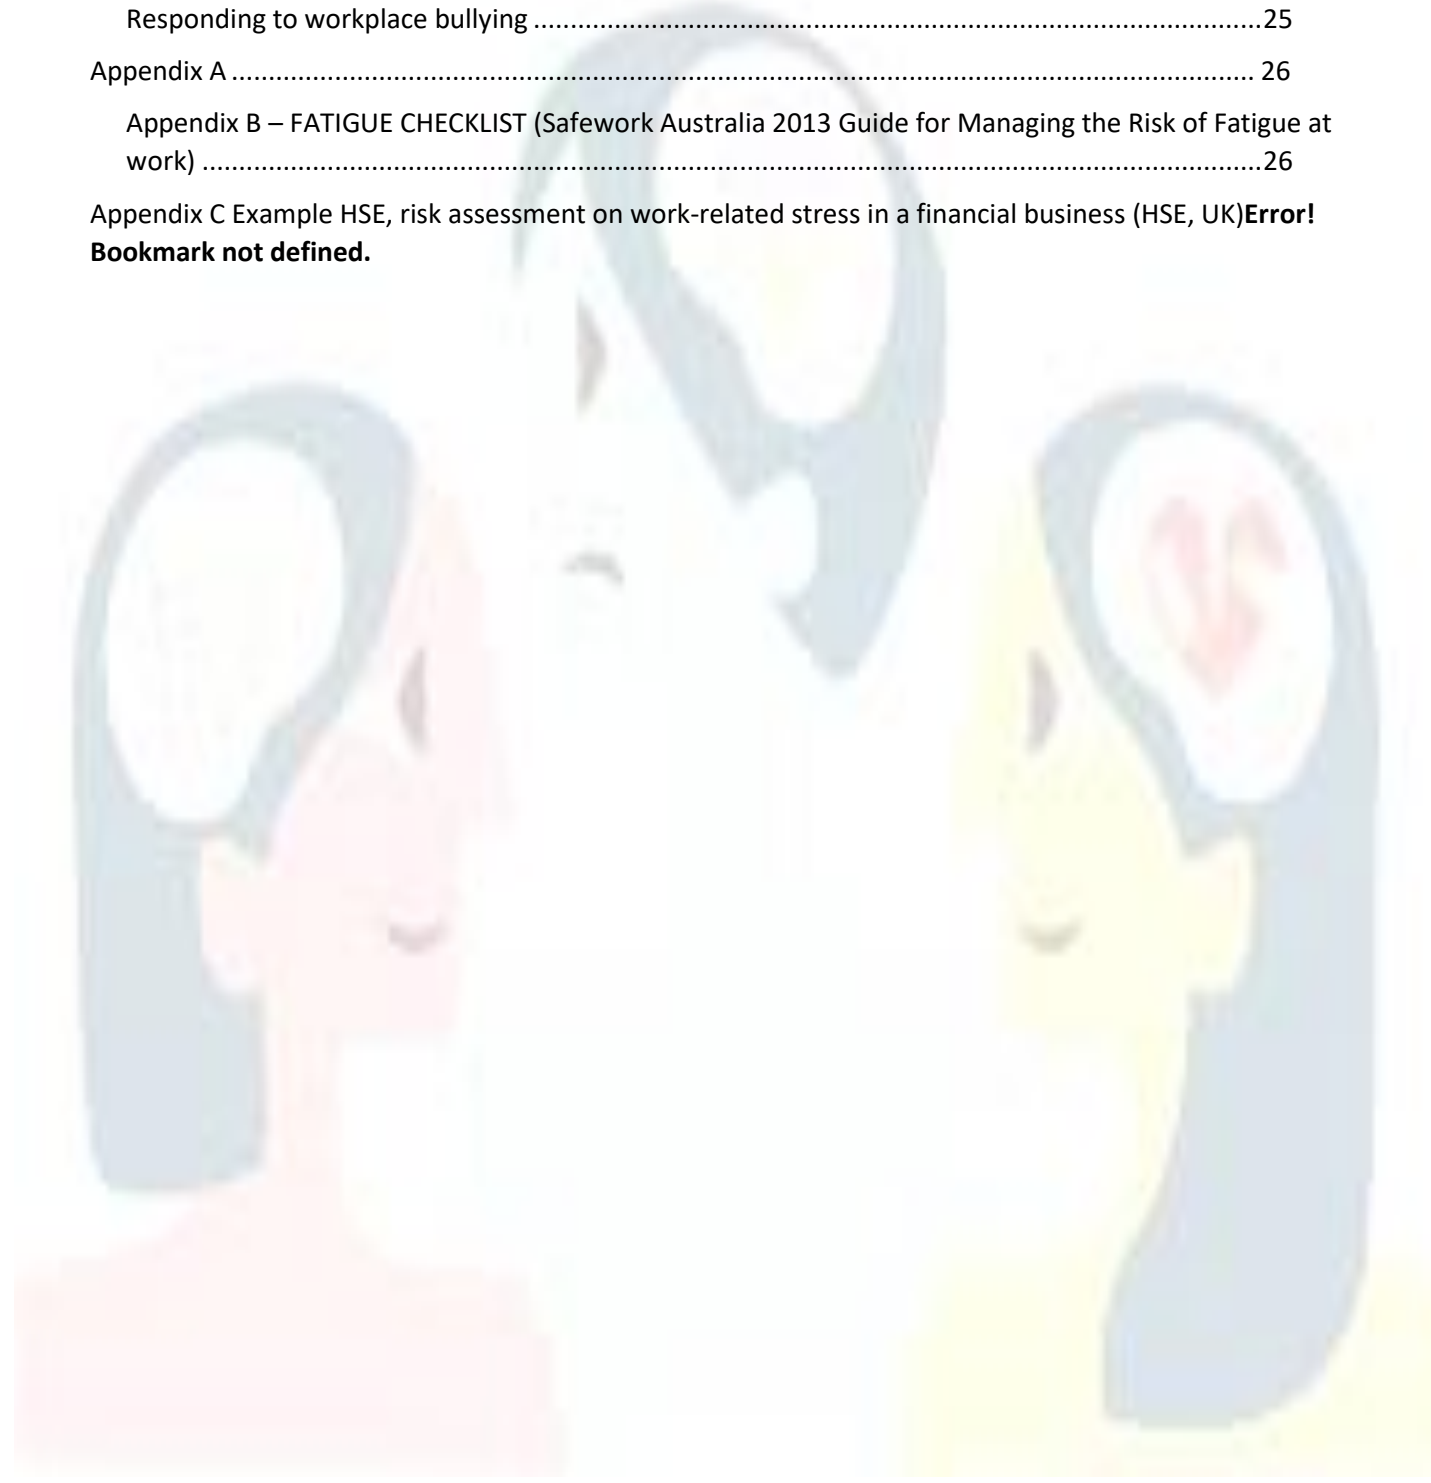 Responding to workplace bullying ....................................................................................................25
Appendix A ............................................................................................................................................ 26
Appendix B – FATIGUE CHECKLIST (Safework Australia 2013 Guide for Managing the Risk of Fatigue at
work) .................................................................................................................................................26
Appendix C Example HSE, risk assessment on work-related stress in a financial business (HSE, UK)Error!
Bookmark not defined.